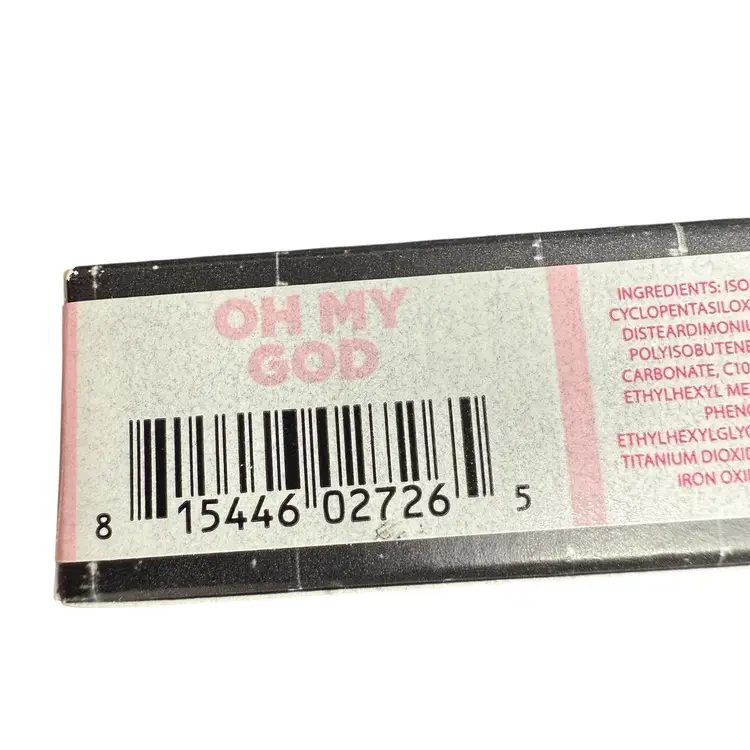 OH MY
GOD
8 15446 02726 5
INGREDIENTS: ISO
CYCLOPENTASILOX
DISTEARDIMONIU
POLYISOBUTENE
CARBONATE, C10
ETHYLHEXYL ME
PHENO
ETHYLHEXYLGLYC
TITANIUM DIOXID
IRON OXI